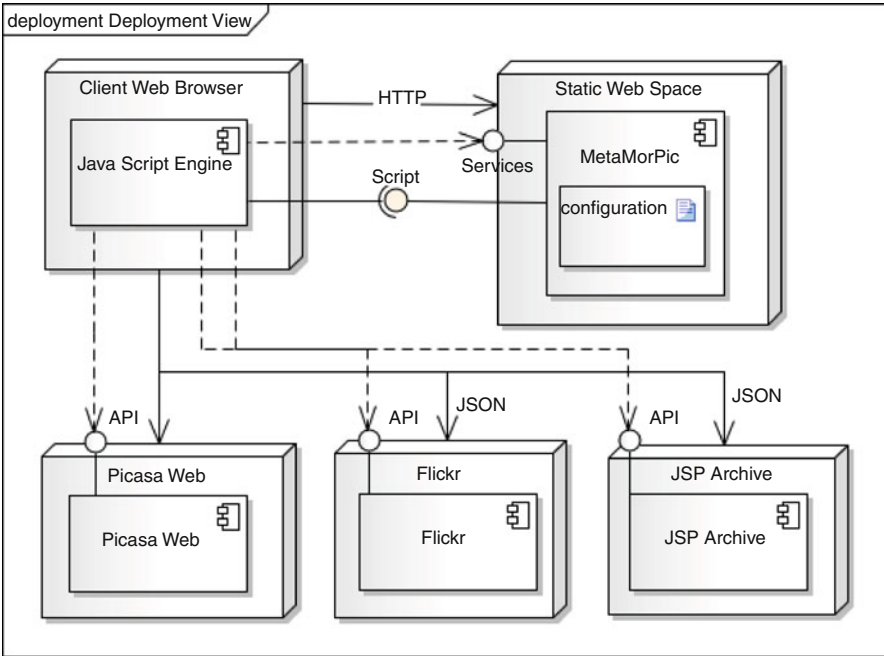 deployment Deployment View
Client Web Browser
Java Script Engine
HTTP
Script
Services
Static Web Space
MetaMorPic
configuration
API
API
JSON
API
JSON
Picasa Web
Picasa Web
Flickr
Flickr
JSP Archive
JSP Archive